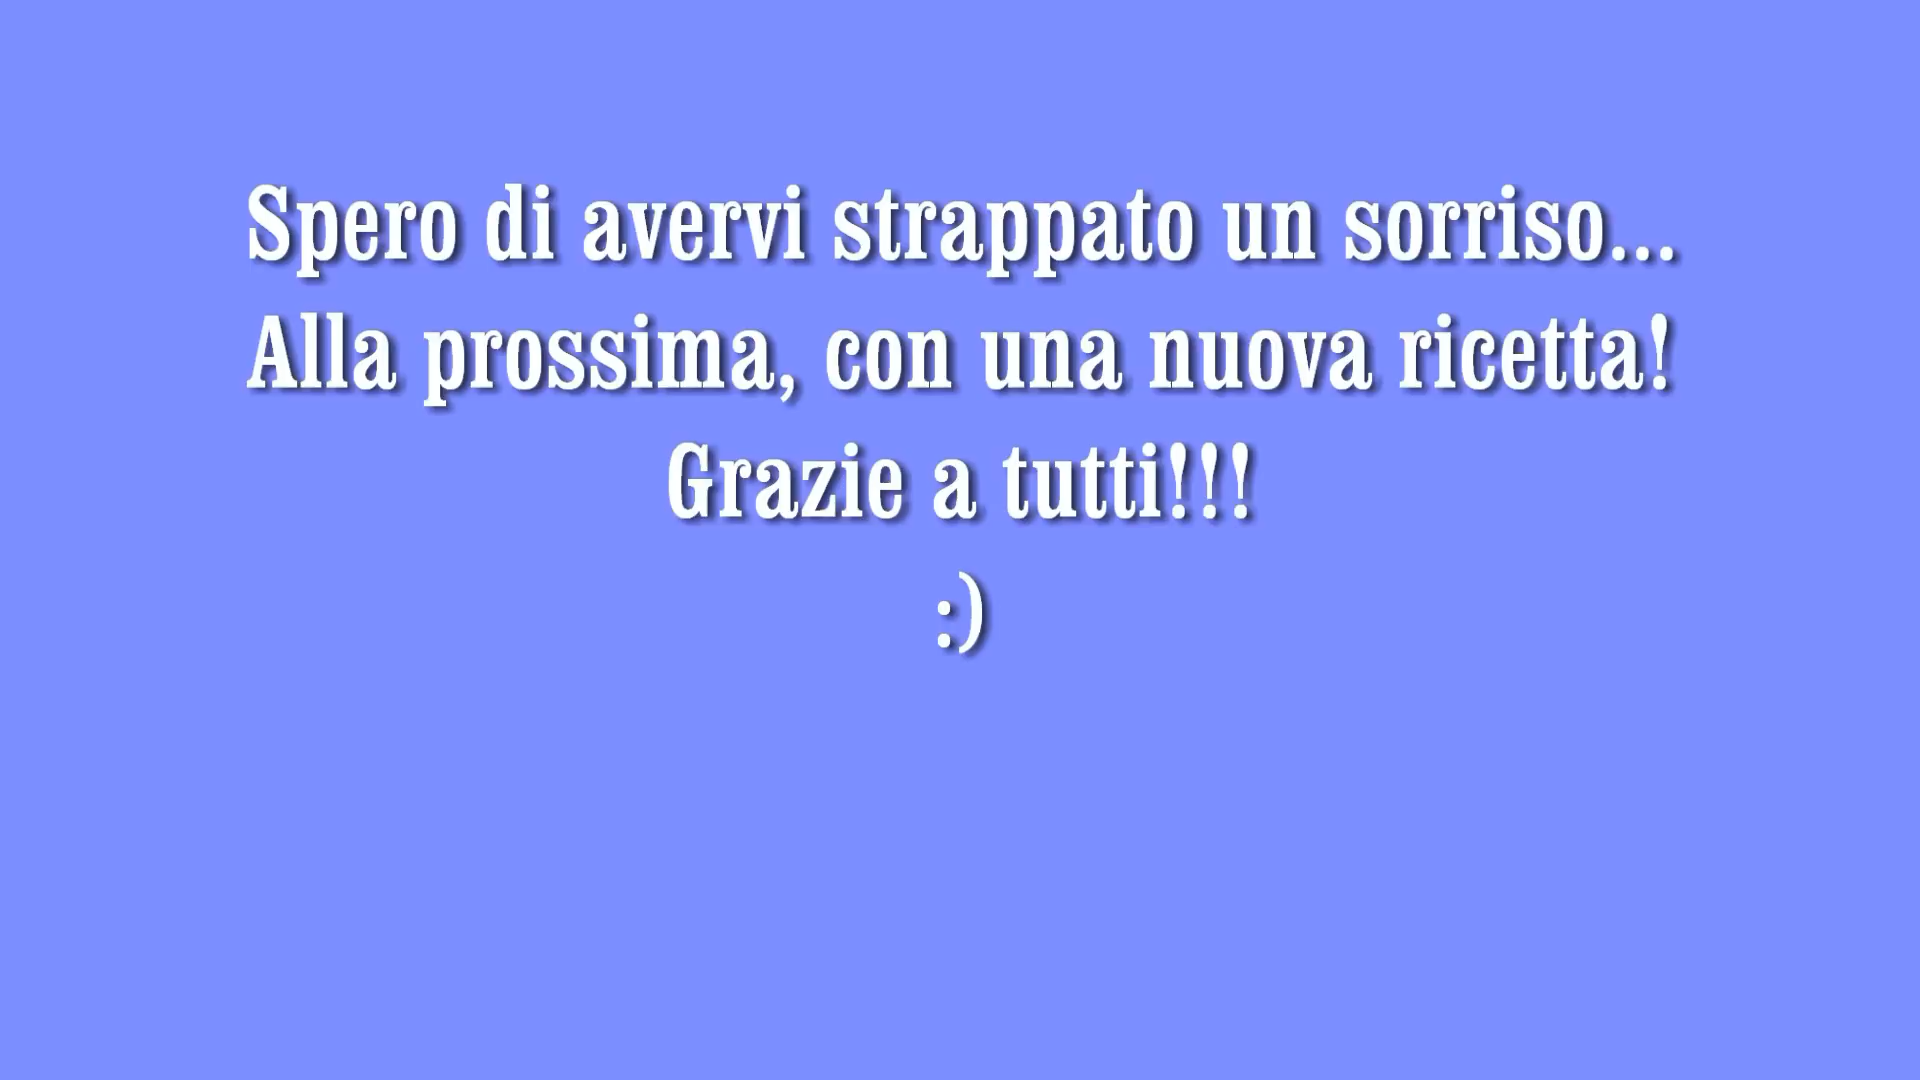 Spero di avervi strappato un sorriso...
Alla prossima, con una nuova ricetta!
Grazie a tutti!!!
:)